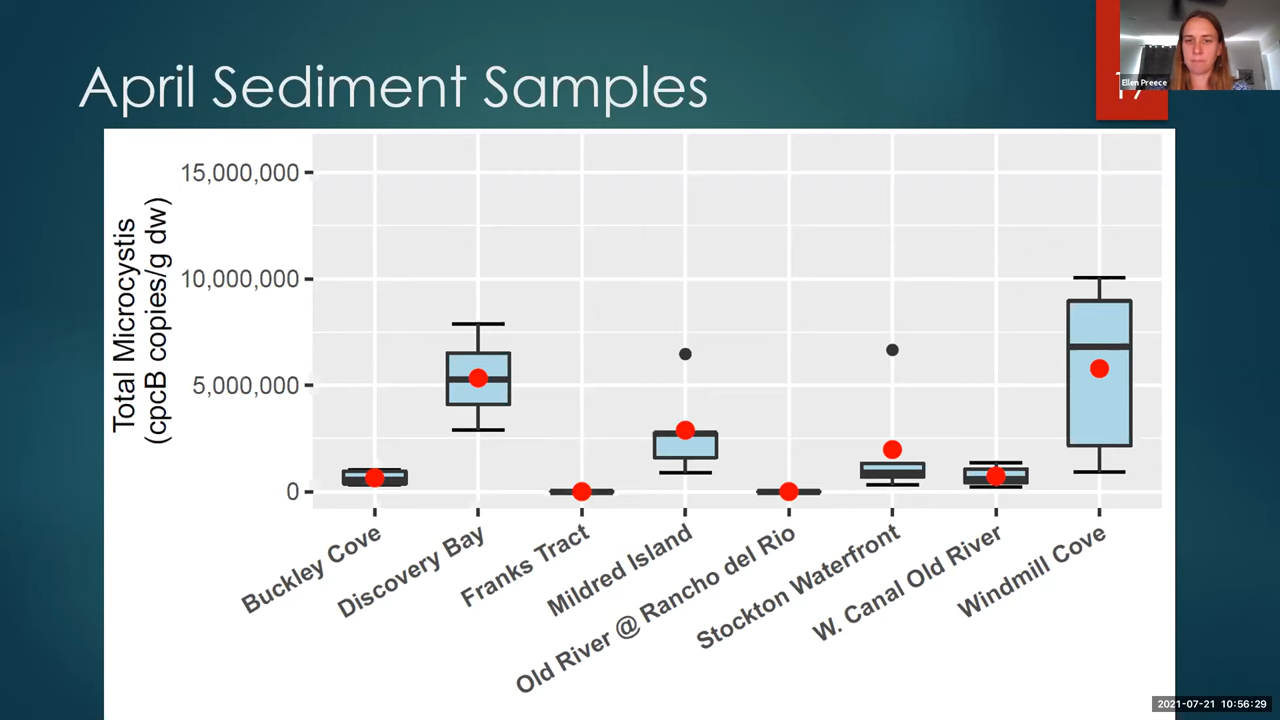 April Sediment Samples
17
Ellen Preece
Total Microcystis
(cpcB copies/g dw)
15,000,000
10,000,000
5,000,000
0
Buckley Cove
Discovery Bay
Franks Tract
Mildred Island
Old River @ Rancho del Rio
Stockton Waterfront
W. Canal Old River
Windmill Cove
2021-07-21 10:56:29